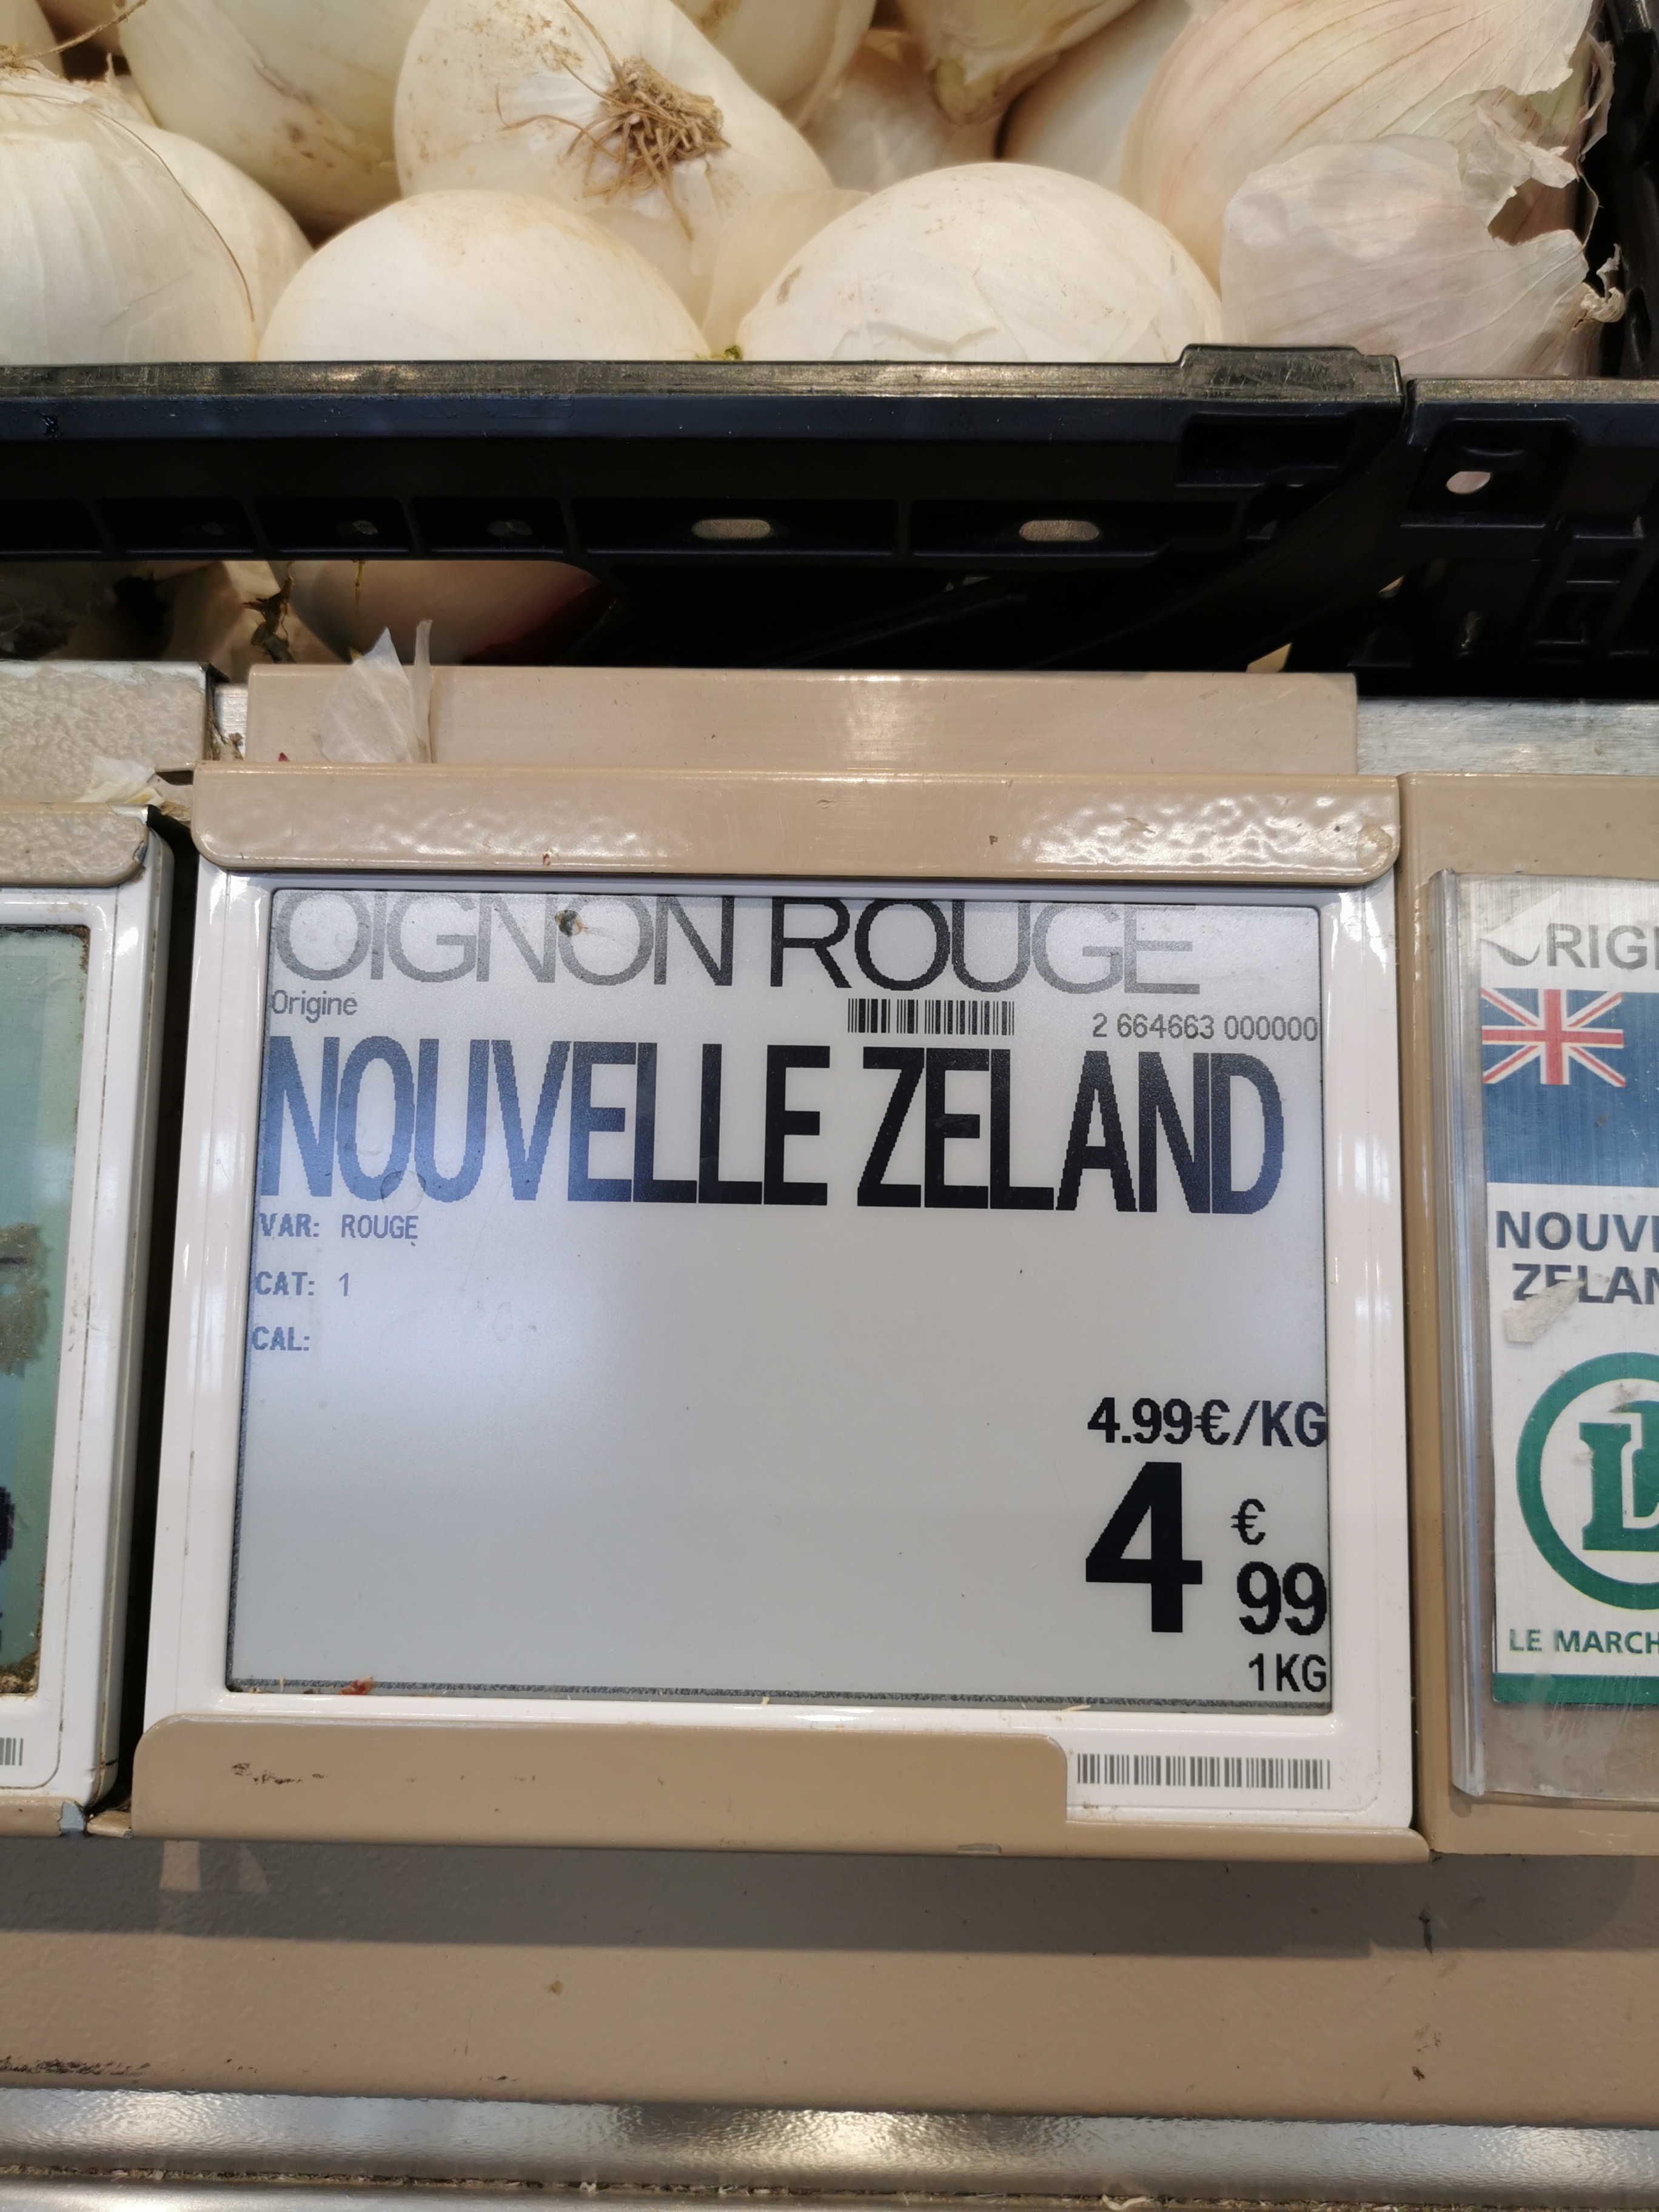 OIGNON ROUGE
Origine
2 664663 000000
NOUVELLE ZELAND
VAR: ROUGE
CAT: 1
CAL:
4.99€/KG
4 € 99
1KG
NOUV
ZELAN
LE MARCH